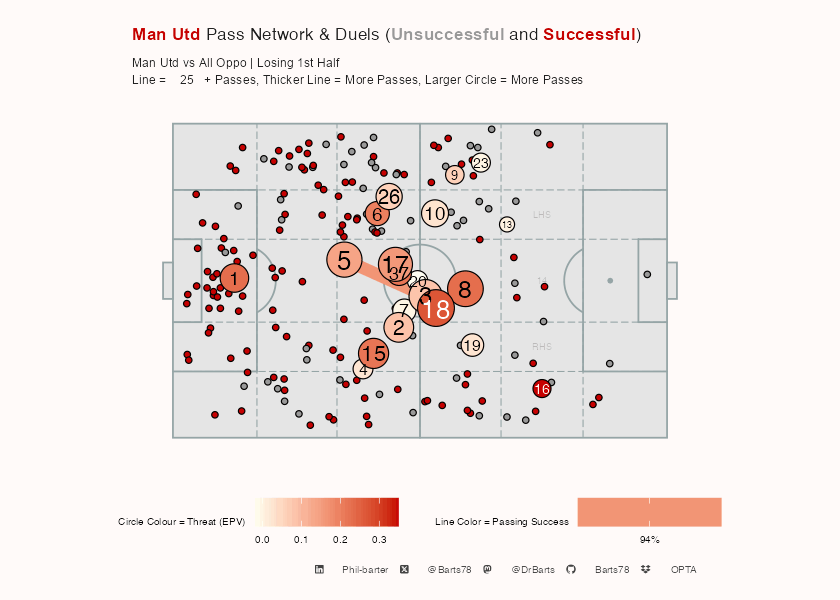 Man Utd Pass Network & Duels (Unsuccessful and Successful)
Man Utd vs All Oppo | Losing 1st Half
Line = 25 + Passes, Thicker Line = More Passes, Larger Circle = More Passes
23
9
26
6
10
LHS
13
5
17
37
20
1
8
3
18
7
2
19
RHS
15
4
16
Circle Colour = Threat (EPV)
0.0 0.1 0.2 0.3
Line Color = Passing Success
94%
Phil-barter @Barts78 @DrBarts Barts78 OPTA